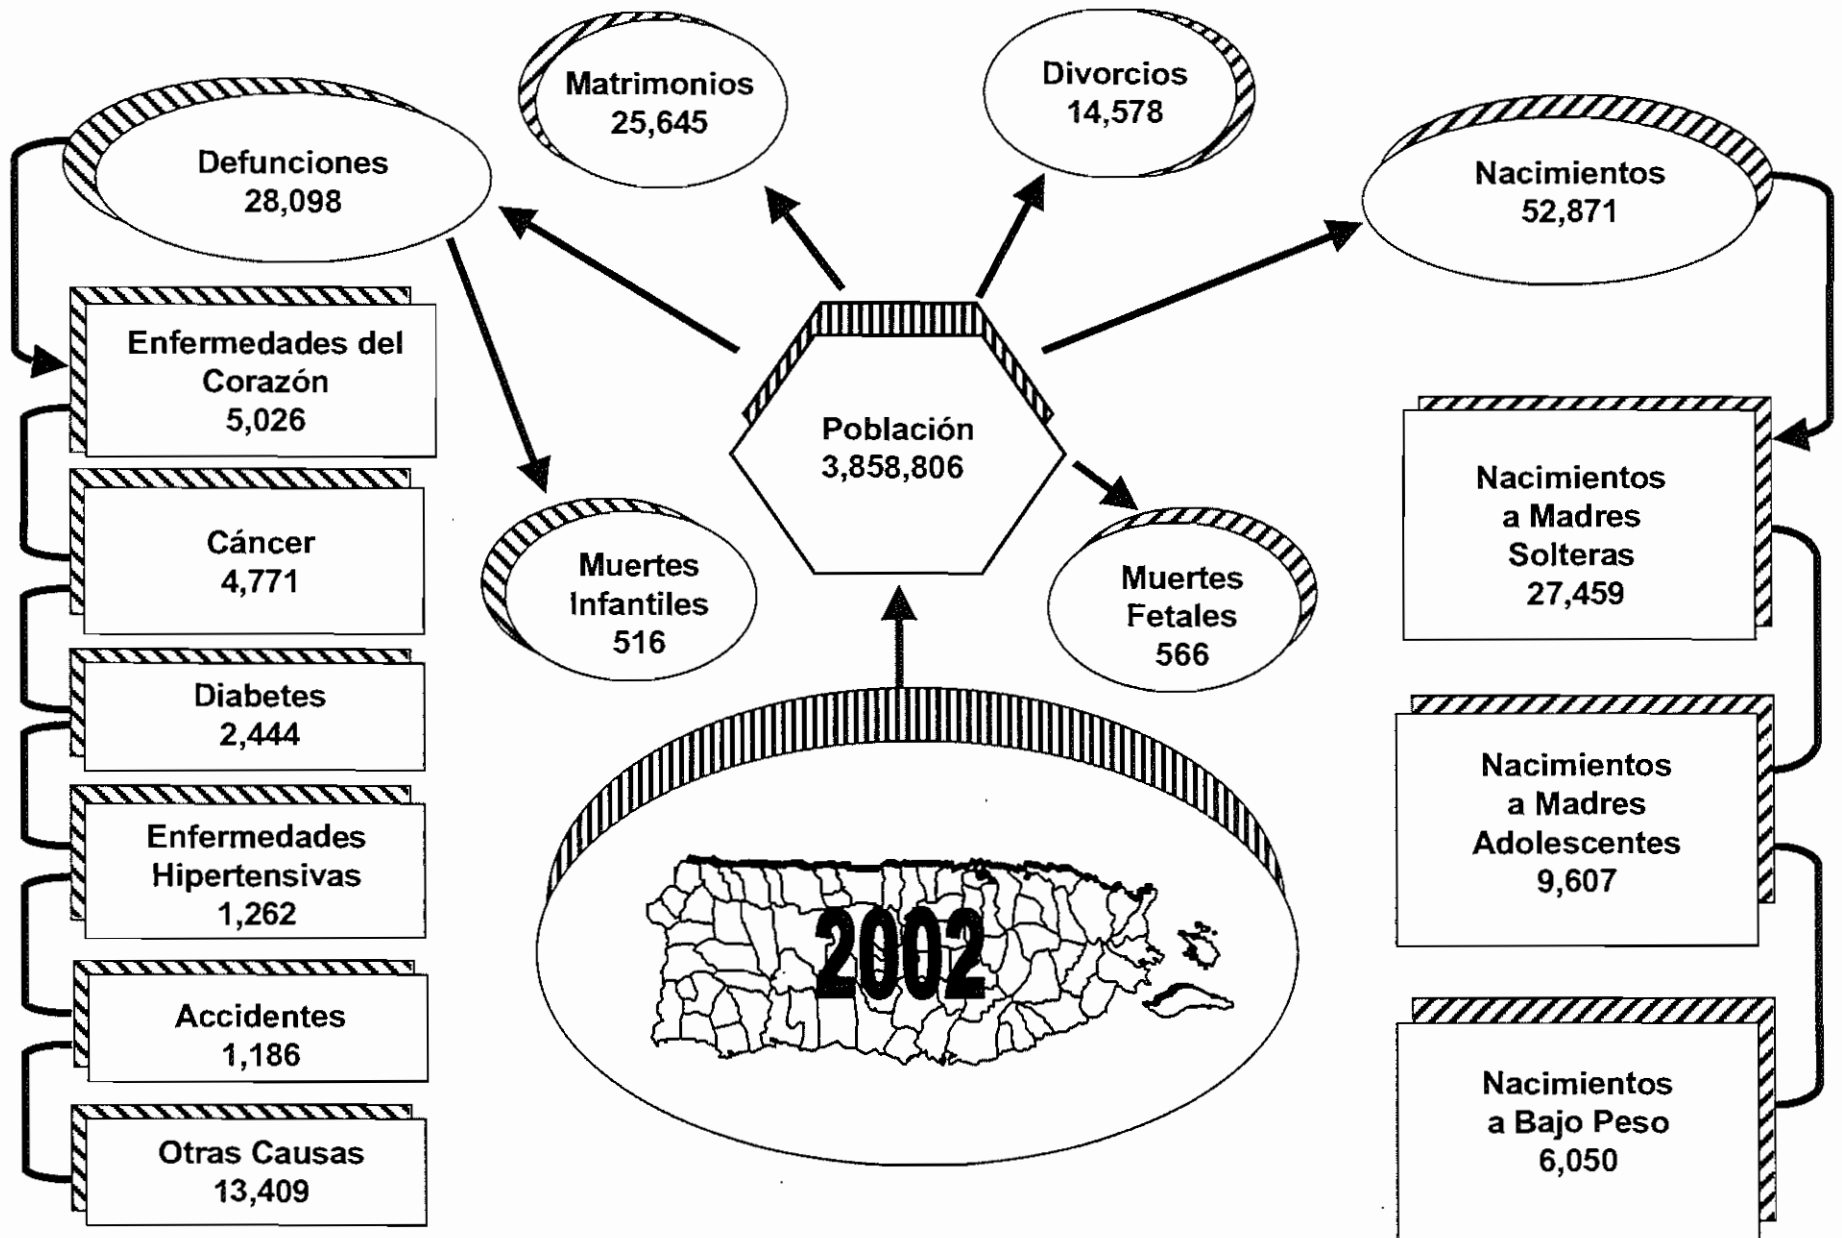 Matrimonios
25,645
Divorcios
14,578
Defunciones
28,098
Nacimientos
52,871
Enfermedades del
Corazón
5,026
Cáncer
4,771
Diabetes
2,444
Enfermedades
Hipertensivas
1,262
Accidentes
1,186
Otras Causas
13,409
Población
3,858,806
Muertes
Infantiles
516
Muertes
Fetales
566
2002
Nacimientos
a Madres
Solteras
27,459
Nacimientos
a Madres
Adolescentes
9,607
Nacimientos
a Bajo Peso
6,050